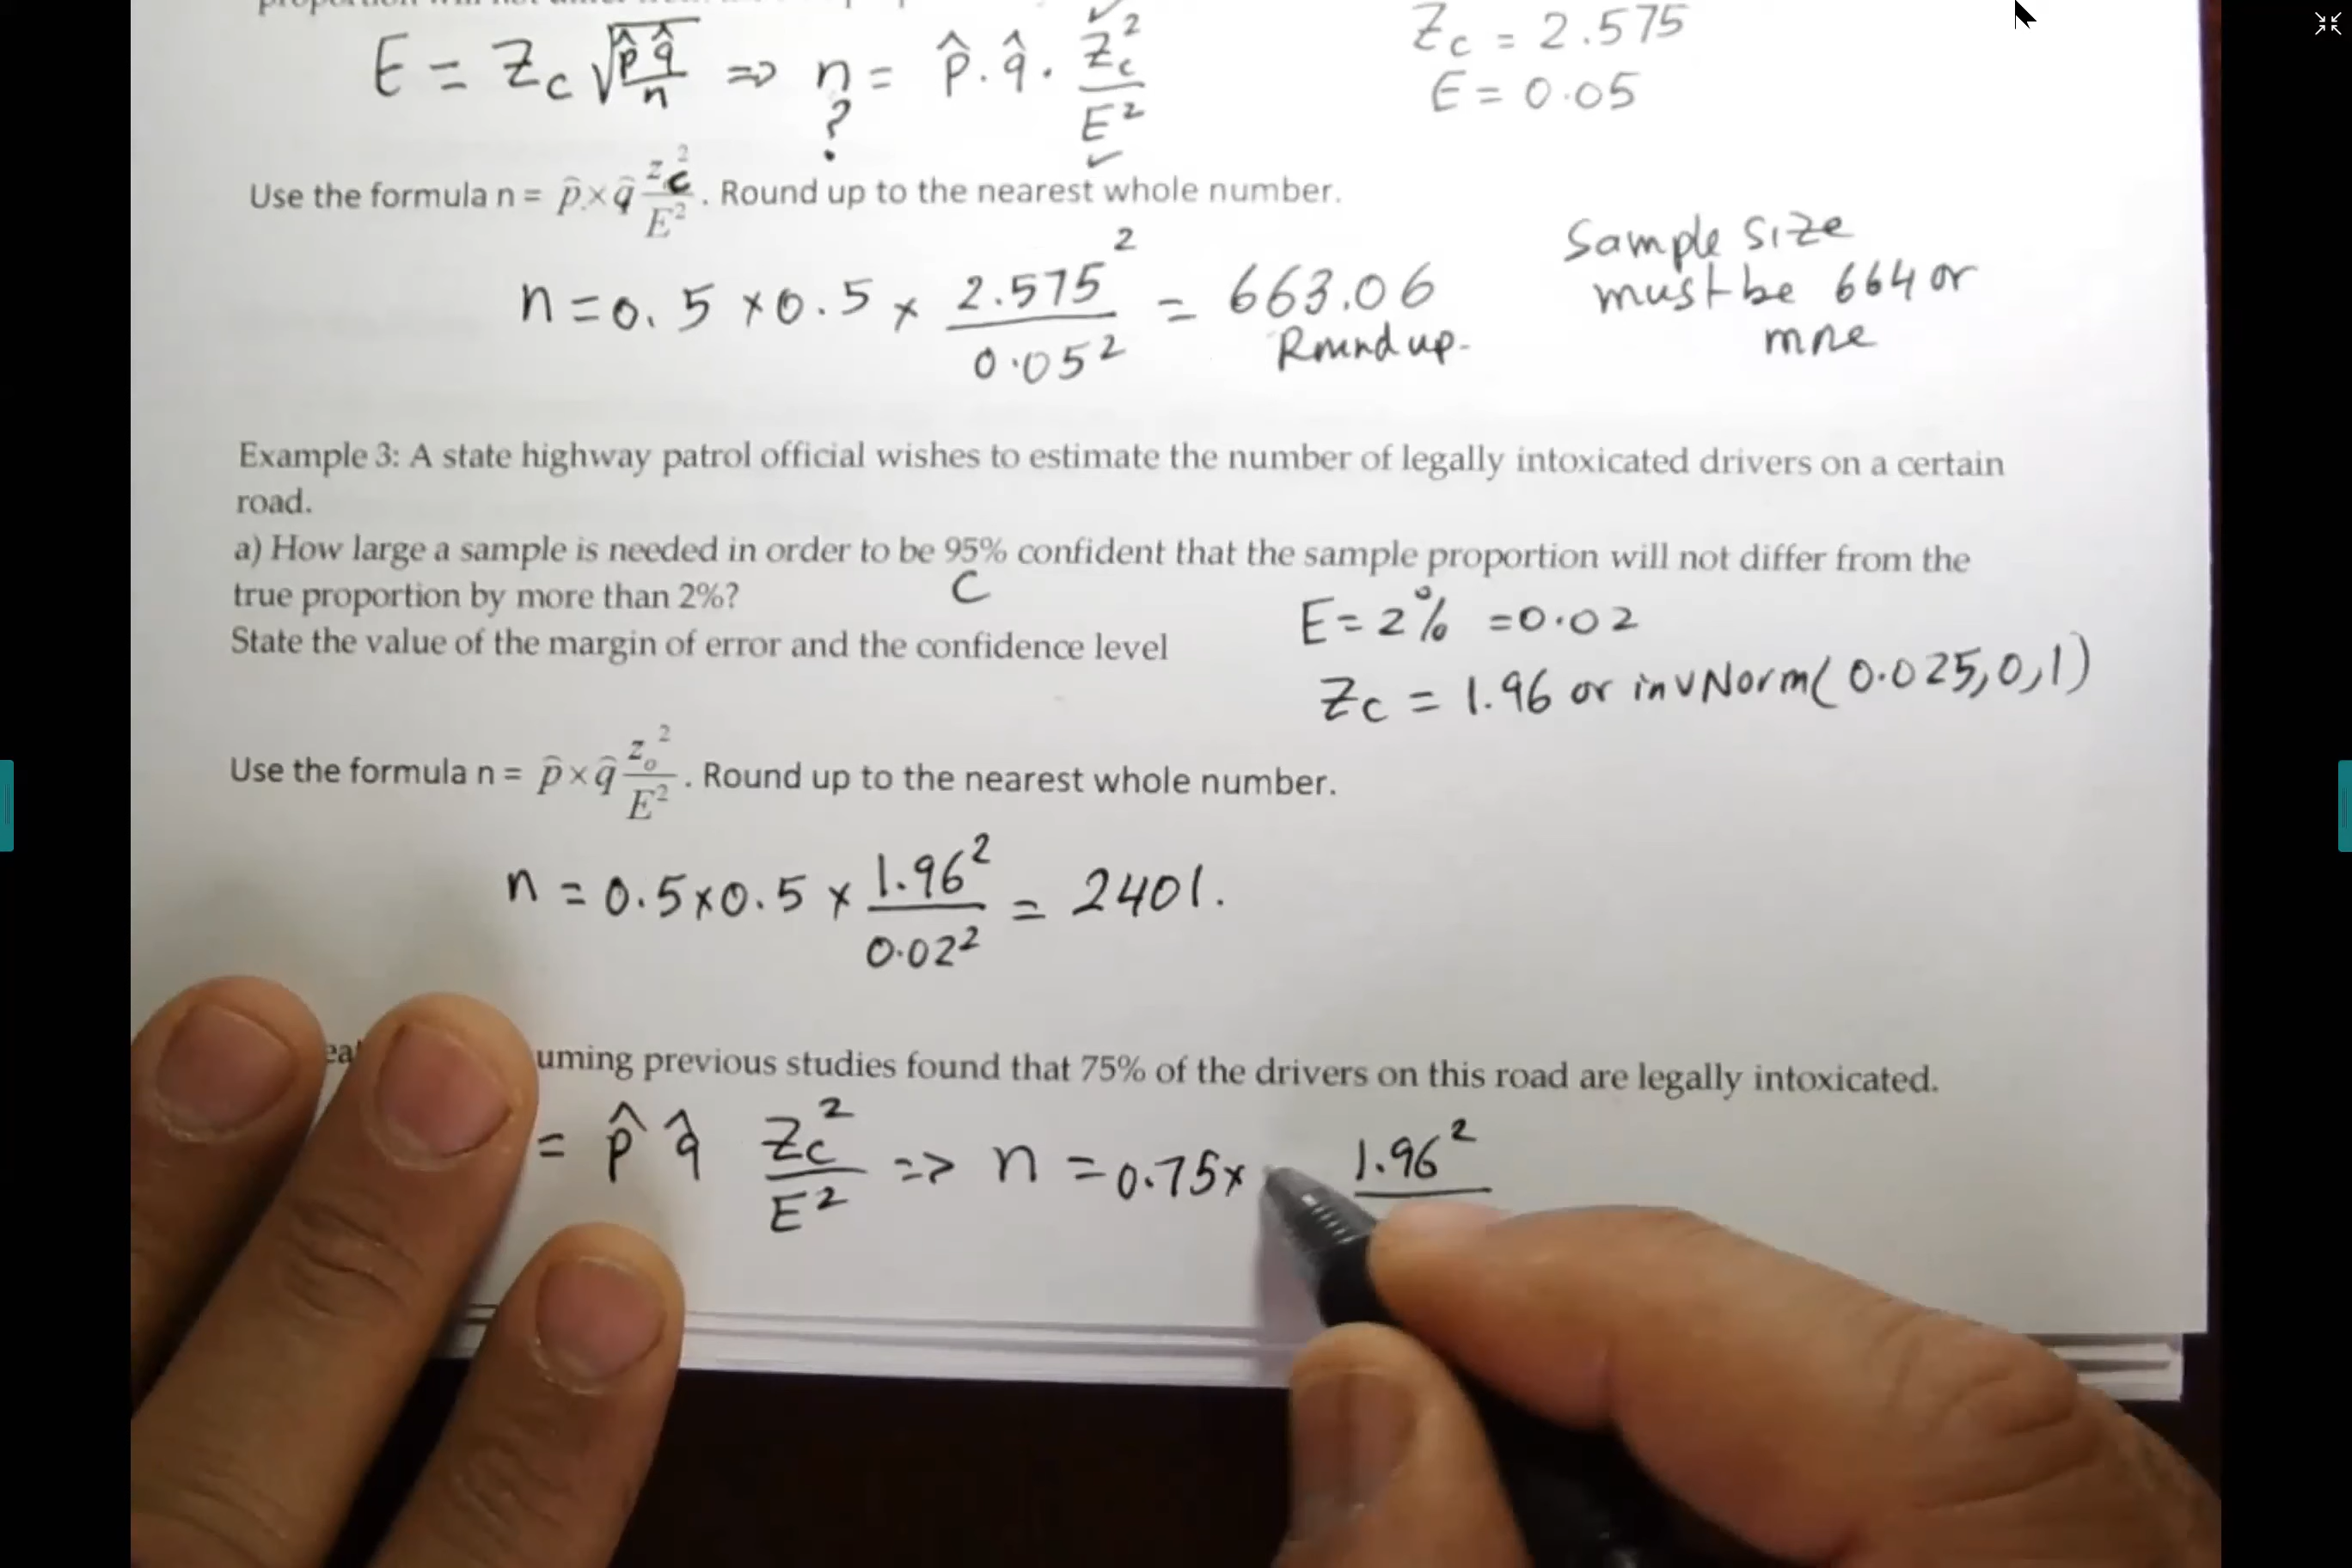 E = Zc √(p̂ q̂ / n) => n = p̂ . q̂ . Zc² / E²
?
Zc = 2.575
E = 0.05
Use the formula n = p̂ × q̂ zc² / E² . Round up to the nearest whole number.
n = 0.5 × 0.5 × 2.575² / 0.05² = 663.06
Round up.
Sample size
must be 664 or
more
Example 3: A state highway patrol official wishes to estimate the number of legally intoxicated drivers on a certain
road.
a) How large a sample is needed in order to be 95% confident that the sample proportion will not differ from the
true proportion by more than 2%?
C
State the value of the margin of error and the confidence level
E = 2% = 0.02
Zc = 1.96 or invNorm(0.025,0,1)
Use the formula n = p̂ × q̂ z₀² / E² . Round up to the nearest whole number.
n = 0.5×0.5 × 1.96² / 0.02² = 2401.
previous studies found that 75% of the drivers on this road are legally intoxicated.
= p̂ q̂ Zc² / E² => n = 0.75× 1.96²